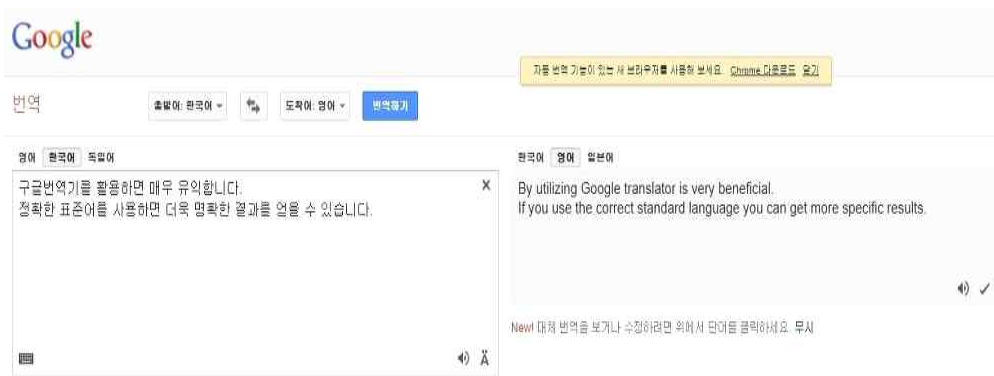 Google
자동 번역 기능이 있는 새 브라우저를 사용해 보세요. Chrome 다운로드 닫기
번역
출발어: 한국어
도착어: 영어
번역하기
영어 한국어 독일어
한국어 영어 일본어
구글번역기를 활용하면 매우 유익합니다.
정확한 표준어를 사용하면 더욱 명확한 결과를 얻을 수 있습니다.
X
By utilizing Google translator is very beneficial.
If you use the correct standard language you can get more specific results.
Ä
New! 대체 번역을 보거나 수정하려면 위에서 단어를 클릭하세요. 무시